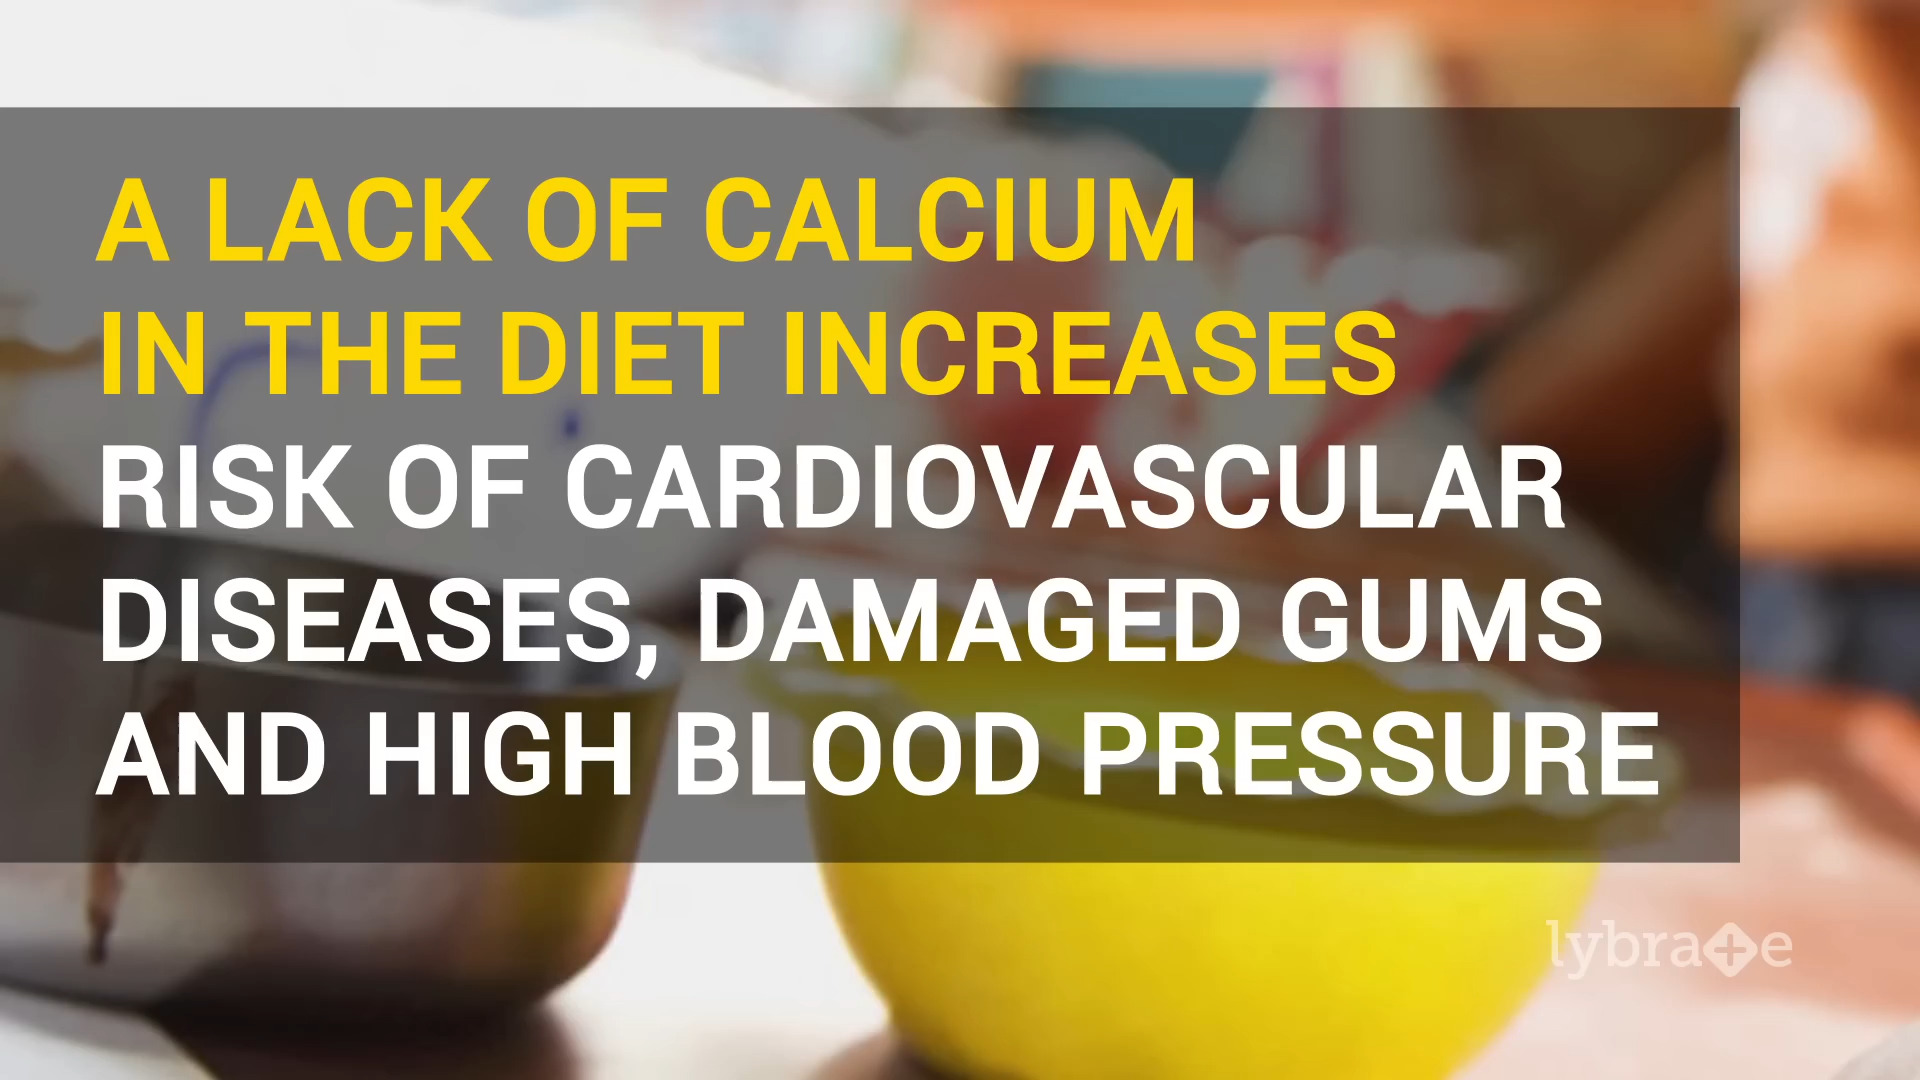 A LACK OF CALCIUM
IN THE DIET INCREASES
RISK OF CARDIOVASCULAR
DISEASES, DAMAGED GUMS
AND HIGH BLOOD PRESSURE
lybrate